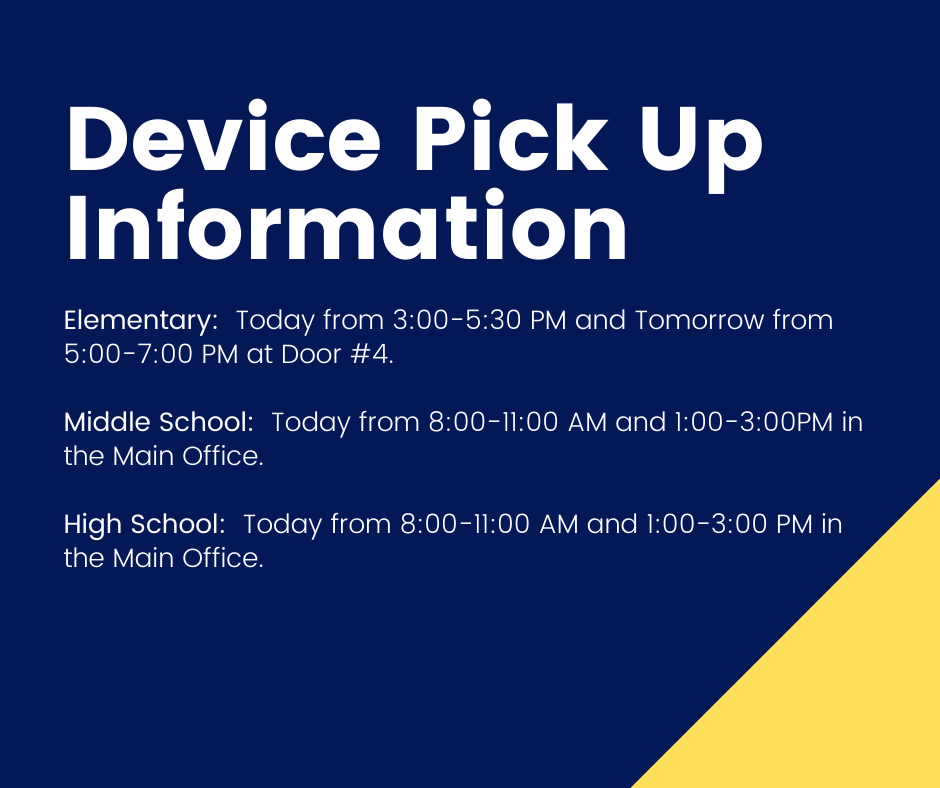 Device Pick Up
Information
Elementary:  Today from 3:00-5:30 PM and Tomorrow from
5:00-7:00 PM at Door #4.
Middle School:  Today from 8:00-11:00 AM and 1:00-3:00PM in
the Main Office.
High School:  Today from 8:00-11:00 AM and 1:00-3:00 PM in
the Main Office.